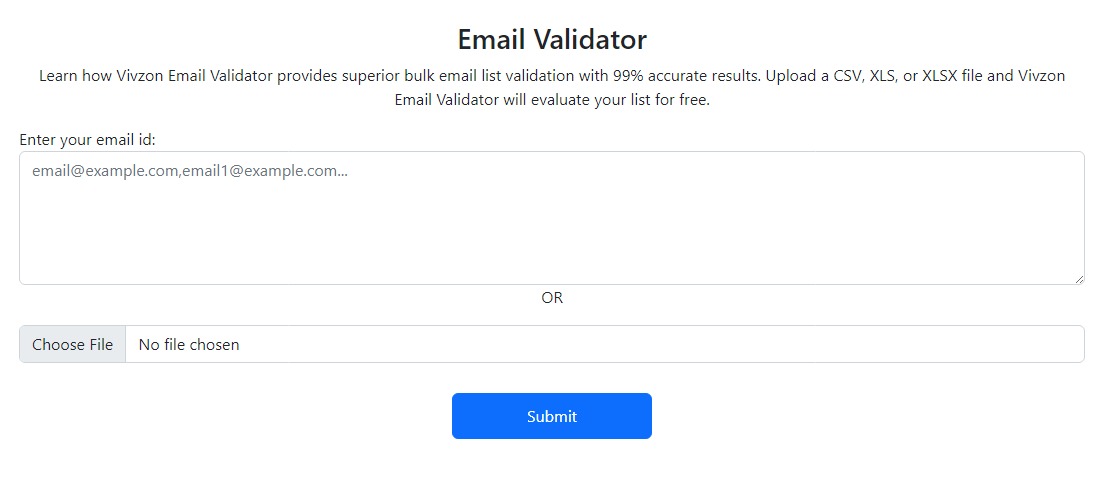 Email Validator
Learn how Vivzon Email Validator provides superior bulk email list validation with 99% accurate results. Upload a CSV, XLS, or XLSX file and Vivzon
Email Validator will evaluate your list for free.
Enter your email id:
email@example.com,email1@example.com...
OR
Choose File No file chosen
Submit